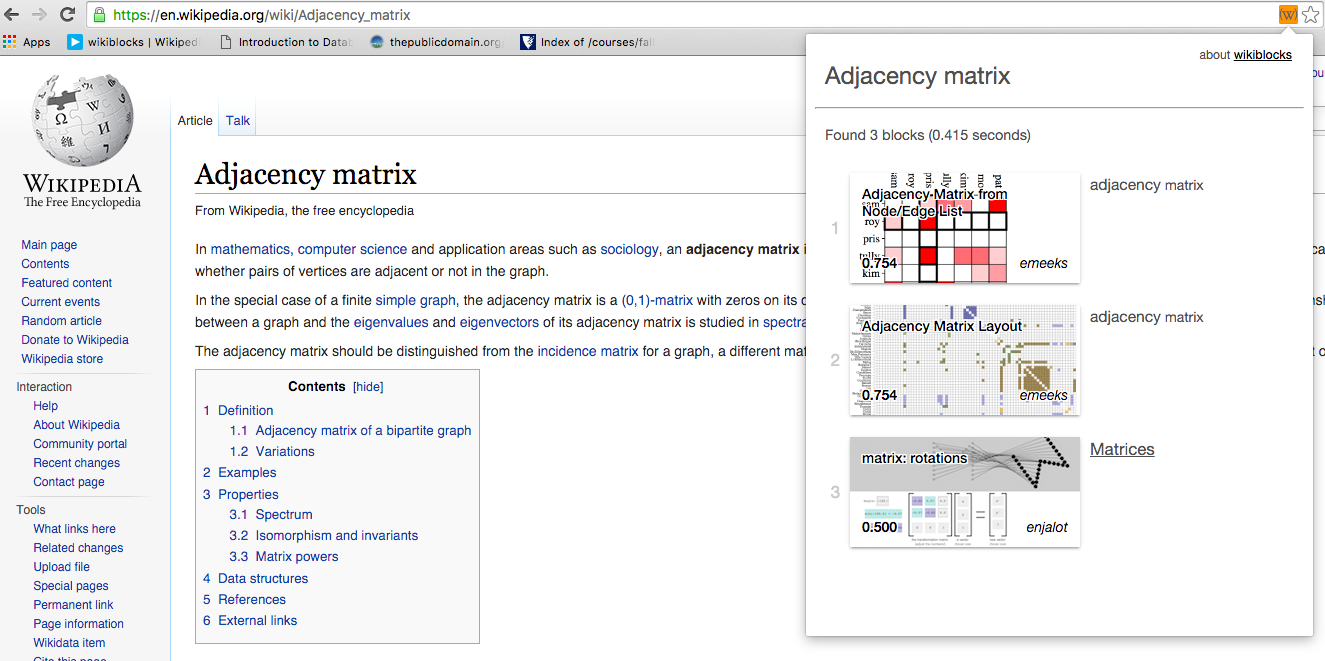 https://en.wikipedia.org/wiki/Adjacency_matrix
Apps
wikiblocks | Wikiped
Introduction to Datab
thepublicdomain.org
Index of /courses/fall
about wikiblocks
Adjacency matrix
Found 3 blocks (0.415 seconds)
1
Adjacency Matrix from
Node/Edge List
roy
pris
kim
0.754
emeeks
adjacency matrix
2
Adjacency Matrix Layout
0.754
emeeks
adjacency matrix
3
matrix: rotations
0.500
enjalot
Matrices
WIKIPEDIA
The Free Encyclopedia
Main page
Contents
Featured content
Current events
Random article
Donate to Wikipedia
Wikipedia store
Interaction
Help
About Wikipedia
Community portal
Recent changes
Contact page
Tools
What links here
Related changes
Upload file
Special pages
Permanent link
Page information
Wikidata item
Cite this page
Article
Talk
Adjacency matrix
From Wikipedia, the free encyclopedia
In mathematics, computer science and application areas such as sociology, an adjacency matrix i
whether pairs of vertices are adjacent or not in the graph.
In the special case of a finite simple graph, the adjacency matrix is a (0,1)-matrix with zeros on its d
between a graph and the eigenvalues and eigenvectors of its adjacency matrix is studied in spectra
The adjacency matrix should be distinguished from the incidence matrix for a graph, a different mat
Contents [hide]
1 Definition
1.1 Adjacency matrix of a bipartite graph
1.2 Variations
2 Examples
3 Properties
3.1 Spectrum
3.2 Isomorphism and invariants
3.3 Matrix powers
4 Data structures
5 References
6 External links